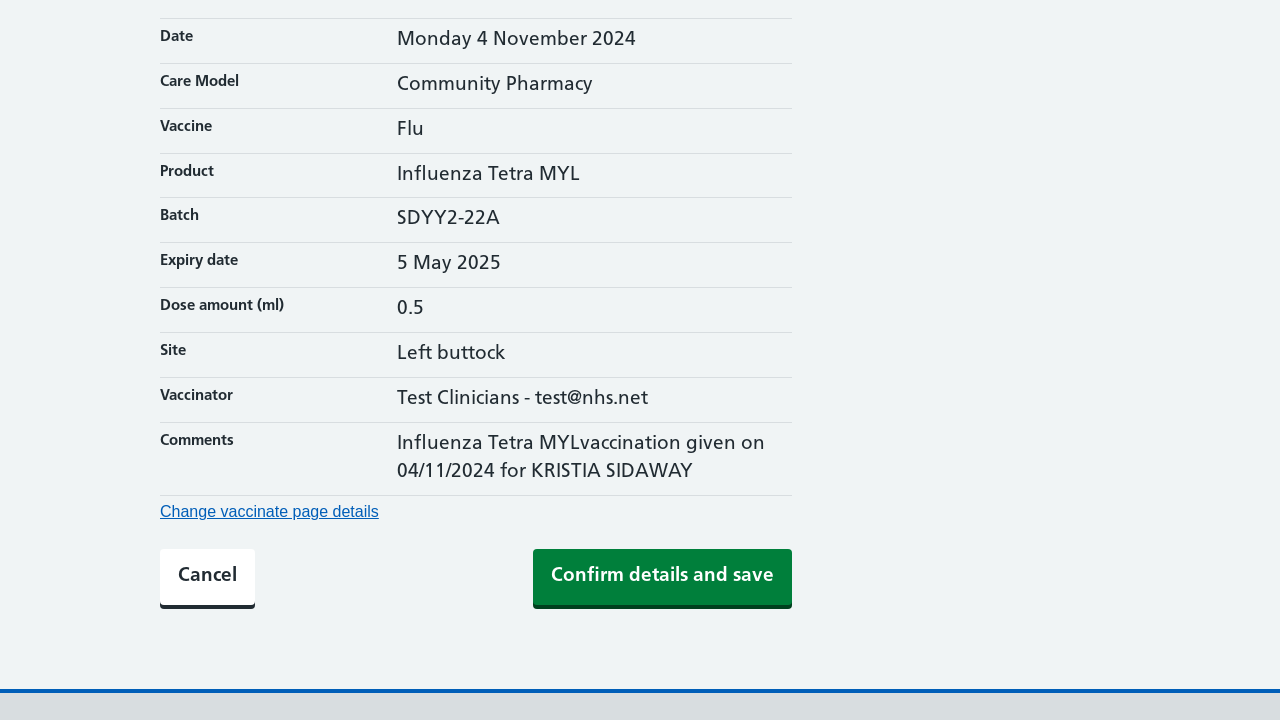 Date Monday 4 November 2024
Care Model Community Pharmacy
Vaccine Flu
Product Influenza Tetra MYL
Batch SDYY2-22A
Expiry date 5 May 2025
Dose amount (ml) 0.5
Site Left buttock
Vaccinator Test Clinicians - test@nhs.net
Comments Influenza Tetra MYLvaccination given on
04/11/2024 for KRISTIA SIDAWAY
Change vaccinate page details
Cancel Confirm details and save